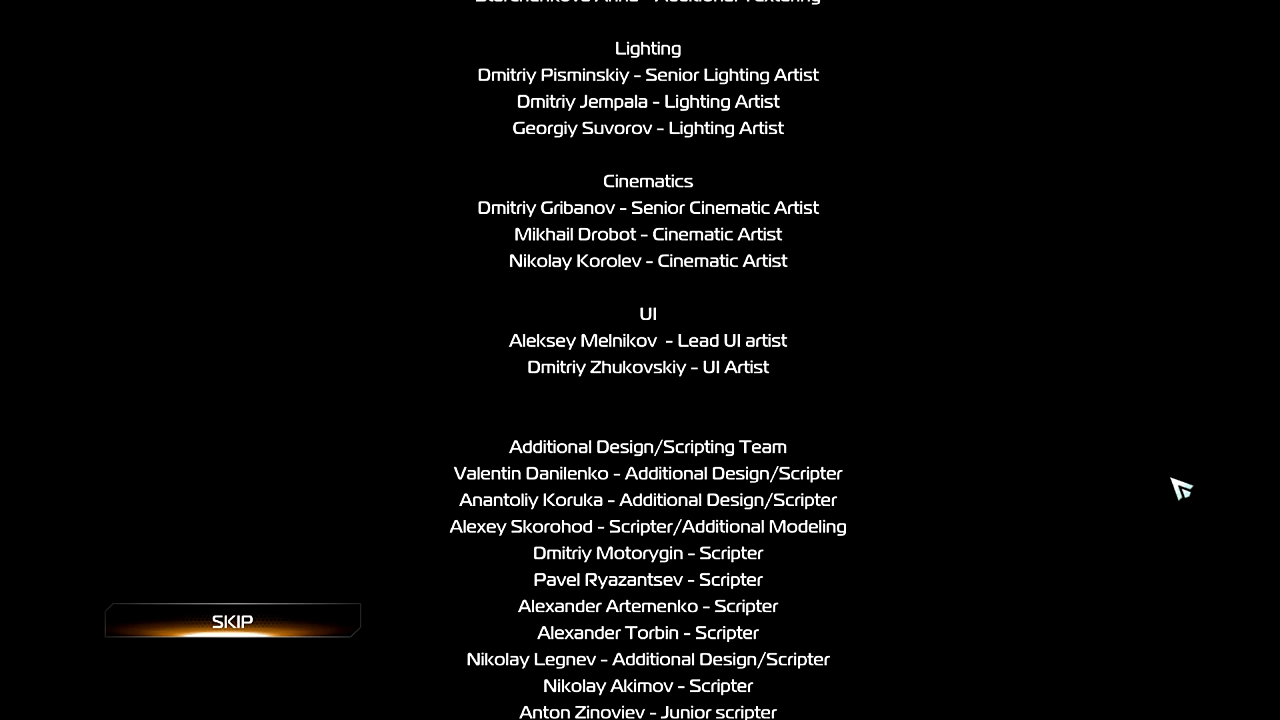 Lighting
Dmitriy Pisminskiy - Senior Lighting Artist
Dmitriy Jempala - Lighting Artist
Georgiy Suvorov - Lighting Artist
Cinematics
Dmitriy Gribanov - Senior Cinematic Artist
Mikhail Drobot - Cinematic Artist
Nikolay Korolev - Cinematic Artist
UI
Aleksey Melnikov - Lead UI artist
Dmitriy Zhukovskiy - UI Artist
Additional Design/Scripting Team
Valentin Danilenko - Additional Design/Scripter
Anantoliy Koruka - Additional Design/Scripter
Alexey Skorohod - Scripter/Additional Modeling
Dmitriy Motorygin - Scripter
Pavel Ryazantsev - Scripter
Alexander Artemenko - Scripter
SKIP
Alexander Torbin - Scripter
Nikolay Legnev - Additional Design/Scripter
Nikolay Akimov - Scripter
Anton Zinoviev - Junior scripter